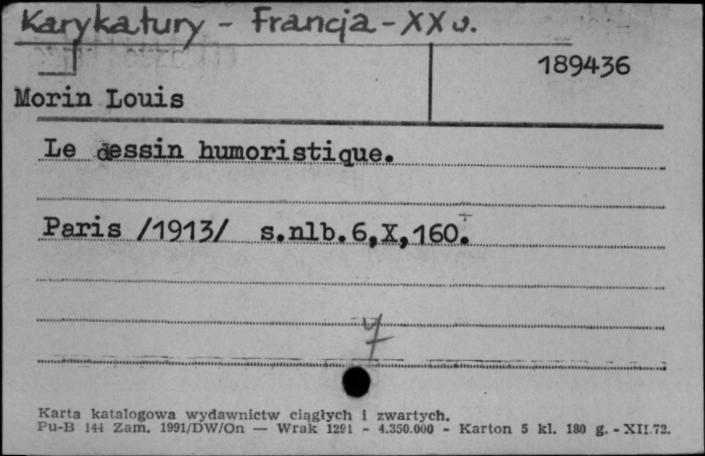 Karykatury - Francja - XX w.
189436
Morin Louis
Le dessin humoristique.
Paris /1913/ s.nlb.6,X,160.
7
Karta katalogowa wydawnictw ciągłych i zwartych.
Pu-B 144 Zam. 1991/DW/On — Wrak 1291 - 4.350.000 - Karton 5 kl. 180 g. - XII.72.